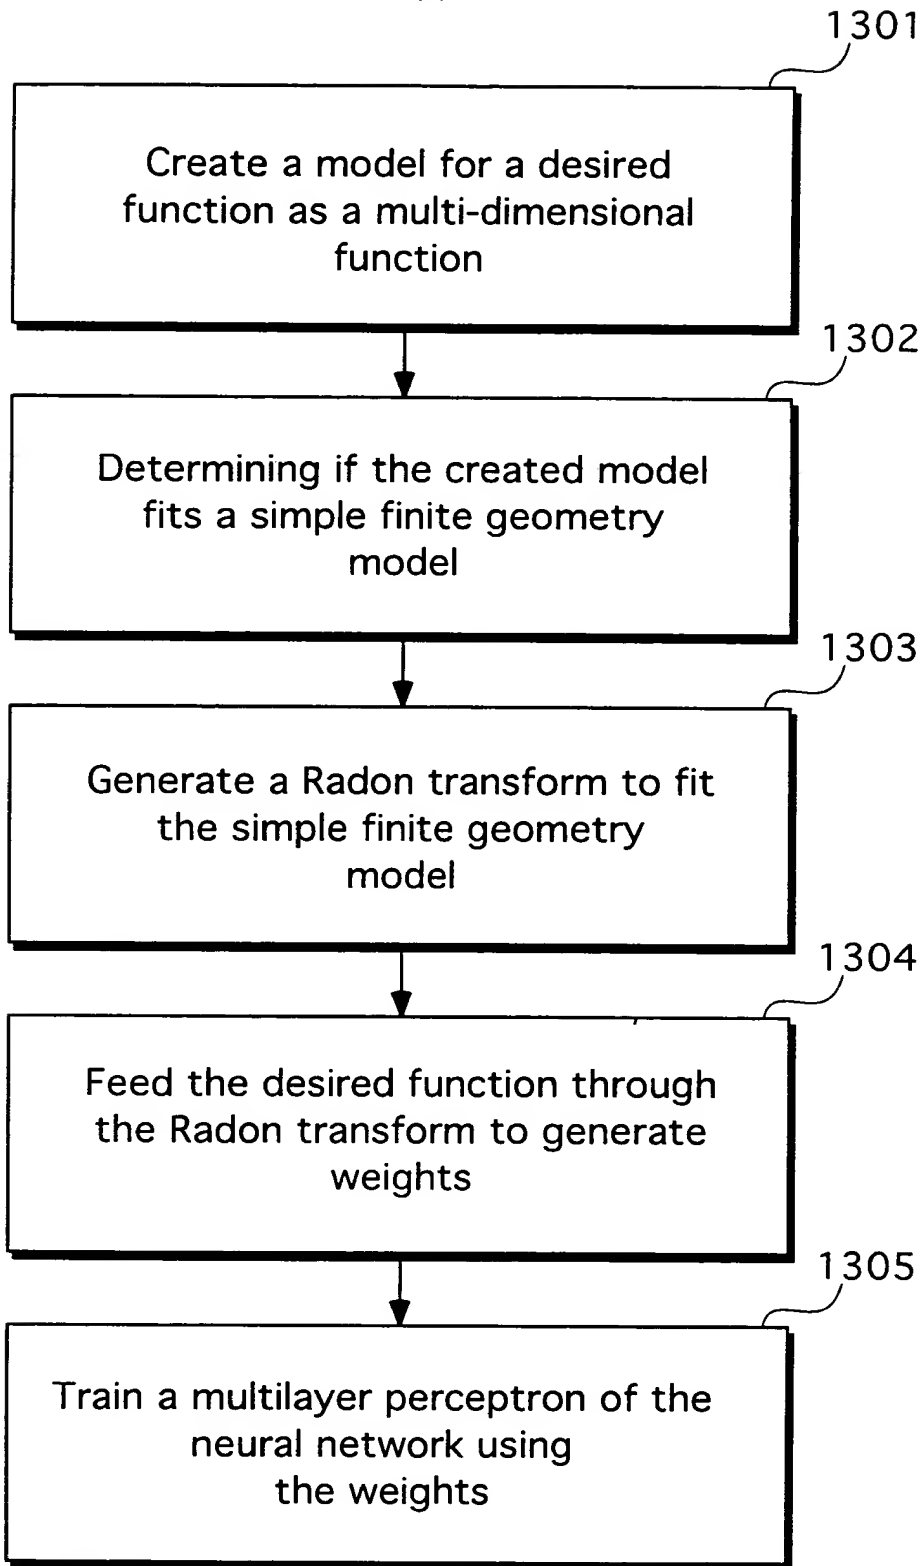 1301
Create a model for a desired
function as a multi-dimensional
function
1302
Determining if the created model
fits a simple finite geometry
model
1303
Generate a Radon transform to fit
the simple finite geometry
model
1304
Feed the desired function through
the Radon transform to generate
weights
1305
Train a multilayer perceptron of the
neural network using
the weights